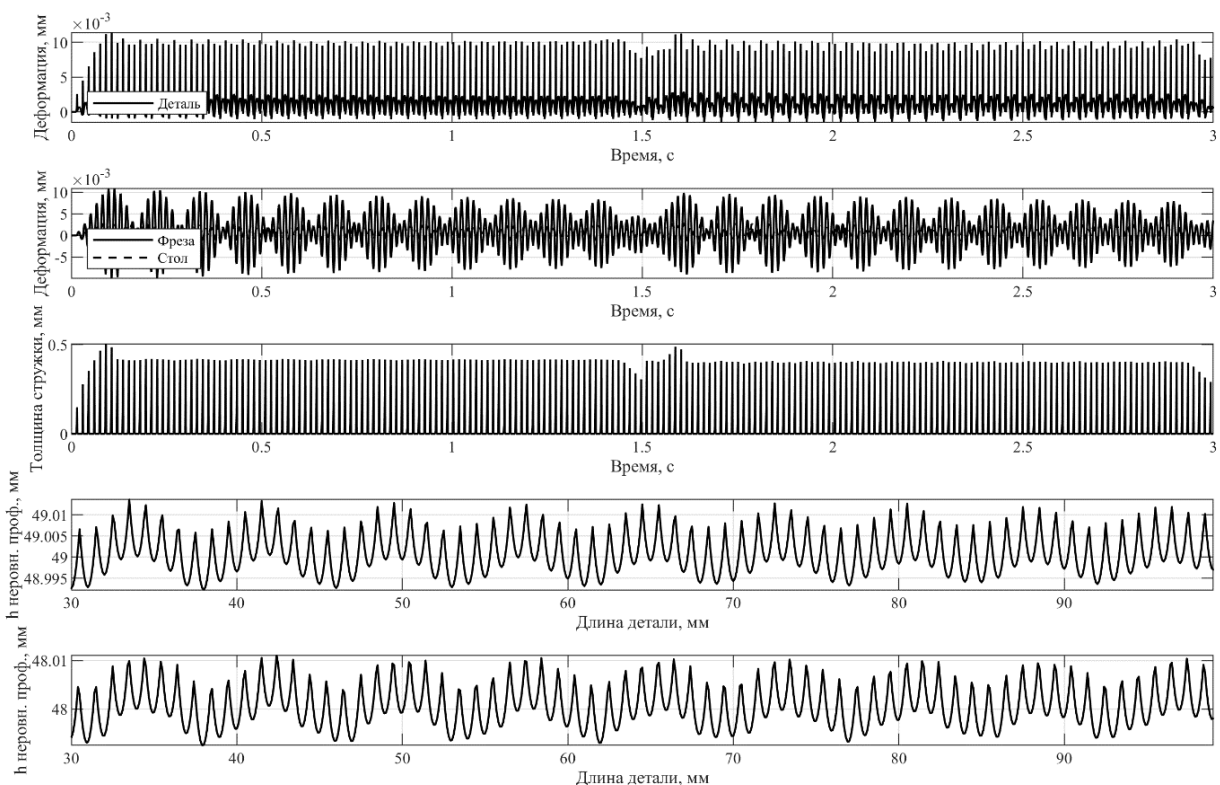 ×10⁻³
Деформация, мм
10
5
0
Деталь
0 0.5 1 1.5 2 2.5 3
Время, с
×10⁻³
Деформация, мм
10
5
0
-5
Фреза
Стол
0 0.5 1 1.5 2 2.5 3
Время, с
Толщина стружки, мм
0.5
0
0 0.5 1 1.5 2 2.5 3
Время, с
h неровн. проф., мм
49.01
49.005
49
48.995
30 40 50 60 70 80 90
Длина детали, мм
h неровн. проф., мм
48.01
48
30 40 50 60 70 80 90
Длина детали, мм